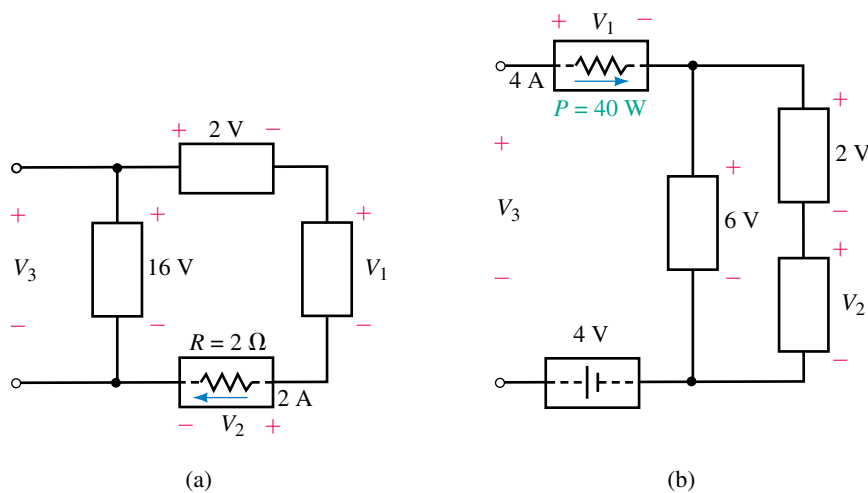 + 2 V −
+ + +
V₃ 16 V V₁
− − −
R = 2 Ω
2 A
− V₂ +
(a)
+ V₁ −
4 A
P = 40 W
+ + + 2 V
V₃ 6 V −
− − + V₂
4 V −
(b)